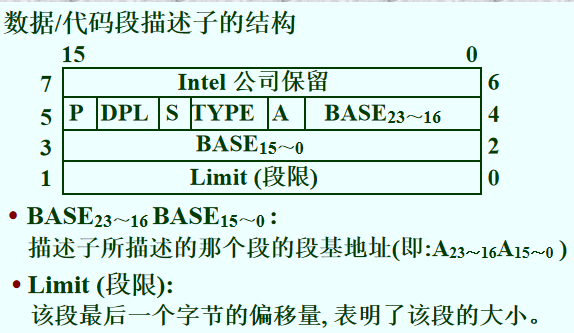 数据/代码段描述子的结构
15 0
7 Intel 公司保留 6
5 P DPL S TYPE A BASE23～16 4
3 BASE15～0 2
1 Limit (段限) 0
• BASE23～16 BASE15～0 :
描述子所描述的那个段的段基地址(即:A23～16A15～0 )
• Limit (段限):
该段最后一个字节的偏移量, 表明了该段的大小。